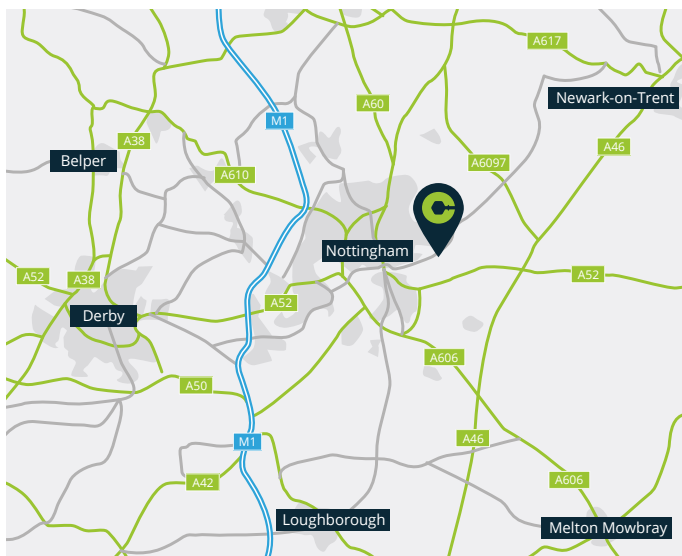 A617
Newark-on-Trent
A60
M1
A38
A46
Belper
A6097
A610
Nottingham
A52
A38
A52
A52
Derby
A606
A50
M1
A46
A42
A606
Loughborough
Melton Mowbray